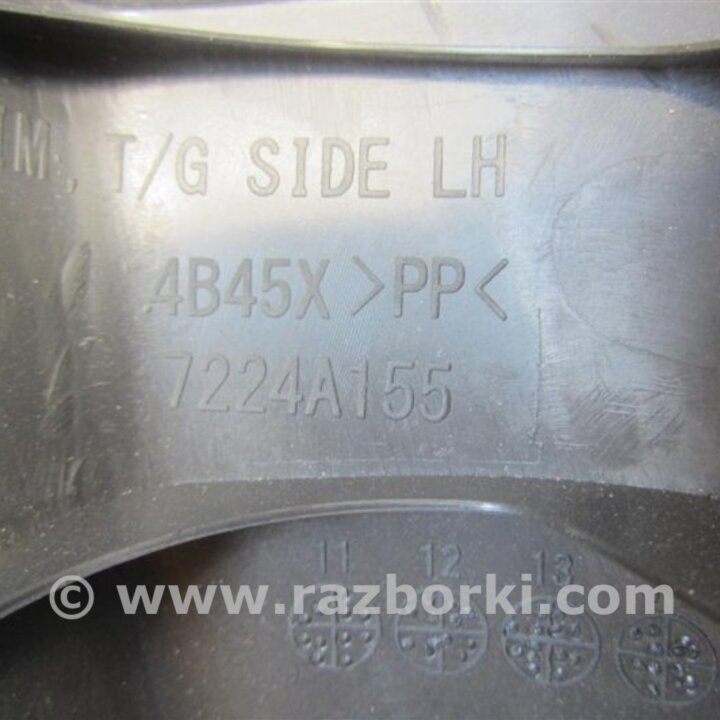 IM, T/G SIDE LH
4B45X >PP<
7224A155
11 12 13
© www.razborki.com